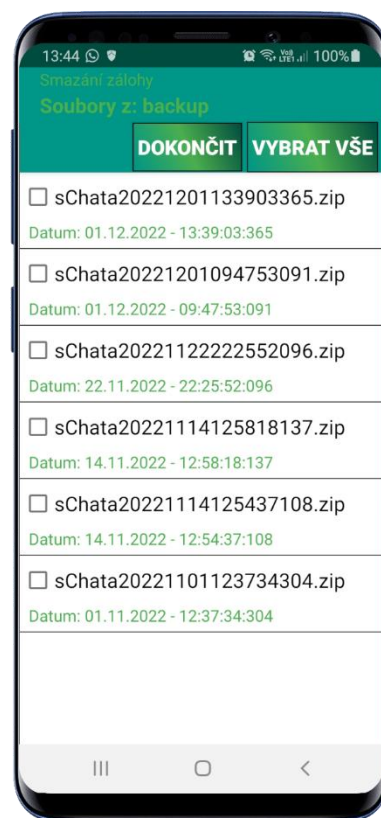 13:44 100%
Smazání zálohy
Soubory z: backup
DOKONČIT VYBRAT VŠE
sChata20221201133903365.zip
Datum: 01.12.2022 - 13:39:03:365
sChata20221201094753091.zip
Datum: 01.12.2022 - 09:47:53:091
sChata20221122222552096.zip
Datum: 22.11.2022 - 22:25:52:096
sChata20221114125818137.zip
Datum: 14.11.2022 - 12:58:18:137
sChata20221114125437108.zip
Datum: 14.11.2022 - 12:54:37:108
sChata20221101123734304.zip
Datum: 01.11.2022 - 12:37:34:304